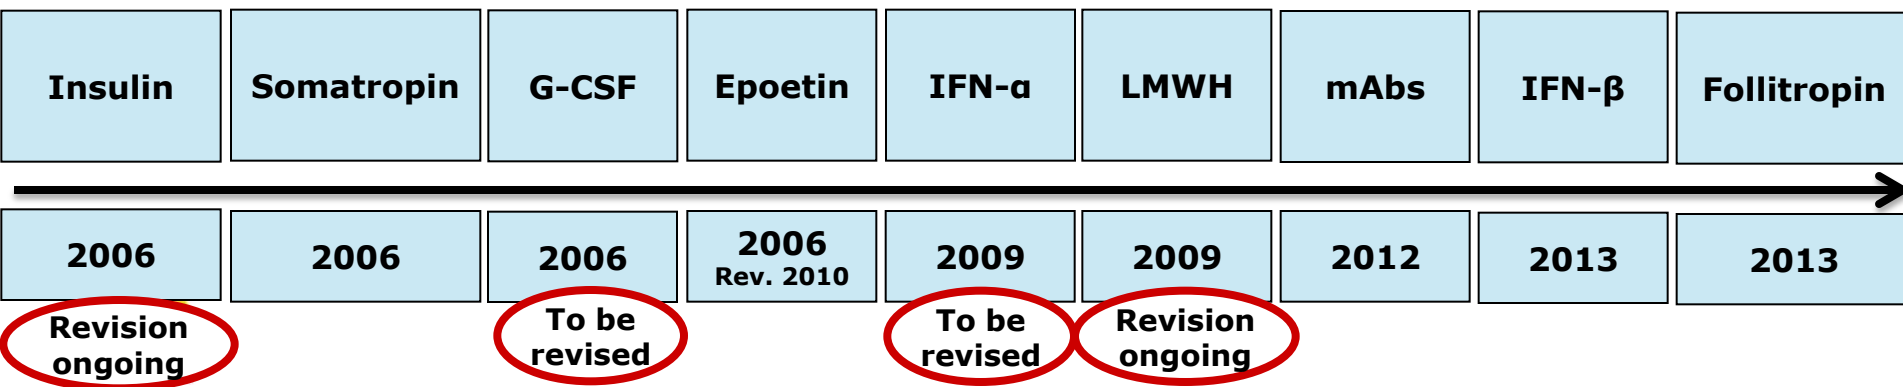 Insulin
Somatropin
G-CSF
Epoetin
IFN-α
LMWH
mAbs
IFN-β
Follitropin
2006
2006
2006
2006
Rev. 2010
2009
2009
2012
2013
2013
Revision
ongoing
To be
revised
To be
revised
Revision
ongoing